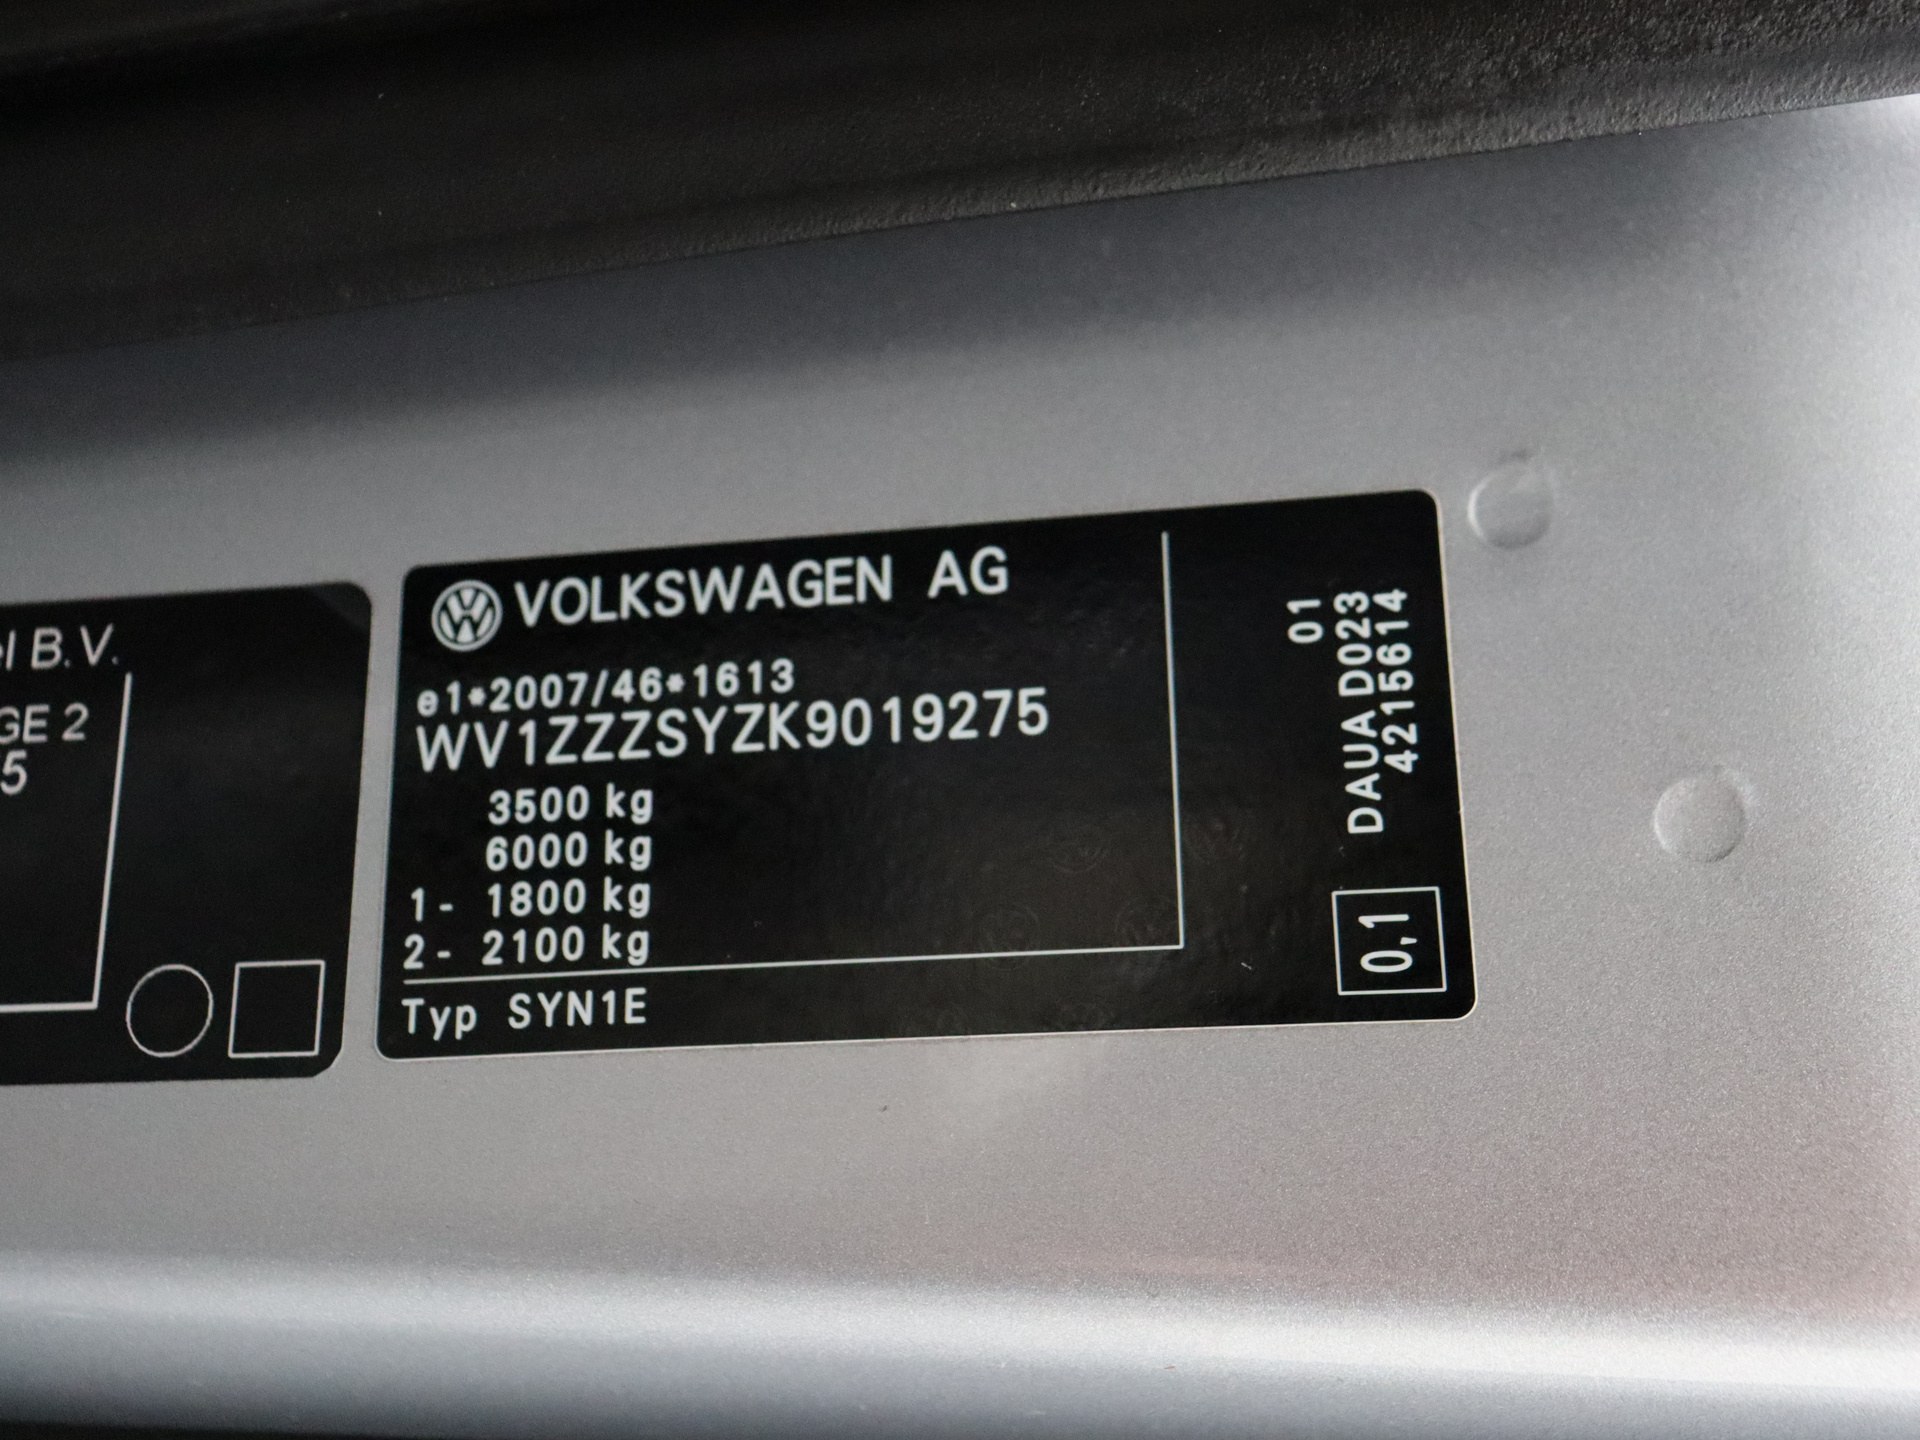 el B.V.
GE 2
5
VOLKSWAGEN AG
e1*2007/46*1613
WV1ZZZSYZK9019275
3500 kg
6000 kg
1- 1800 kg
2- 2100 kg
Typ SYN1E
01
DAUA D023
4215614
0,1